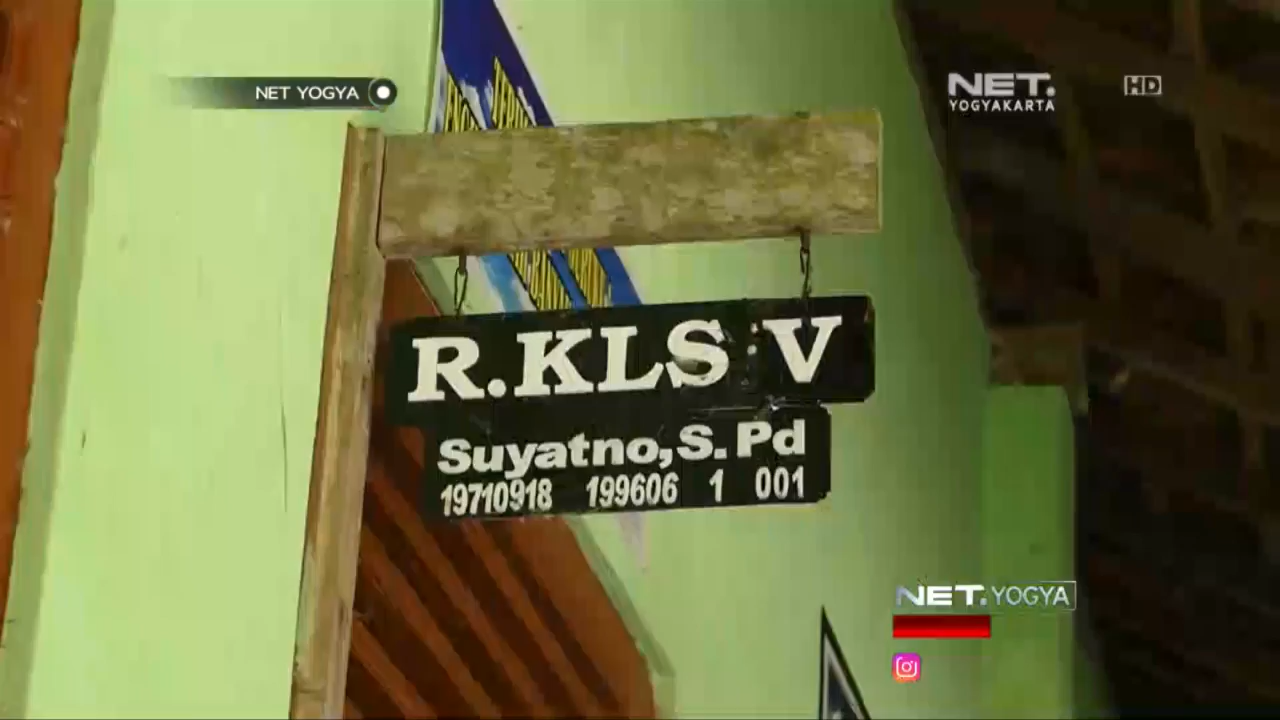 NET YOGYA
NET.
YOGYAKARTA
HD
R.KLS : V
Suyatno,S.Pd
19710918 199606 1 001
NET. YOGYA